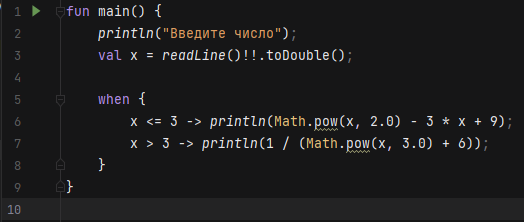 1 fun main() {
2 println("Введите число");
3 val x = readLine()!!.toDouble();
4
5 when {
6 x <= 3 -> println(Math.pow(x, 2.0) - 3 * x + 9);
7 x > 3 -> println(1 / (Math.pow(x, 3.0) + 6));
8 }
9 }
10